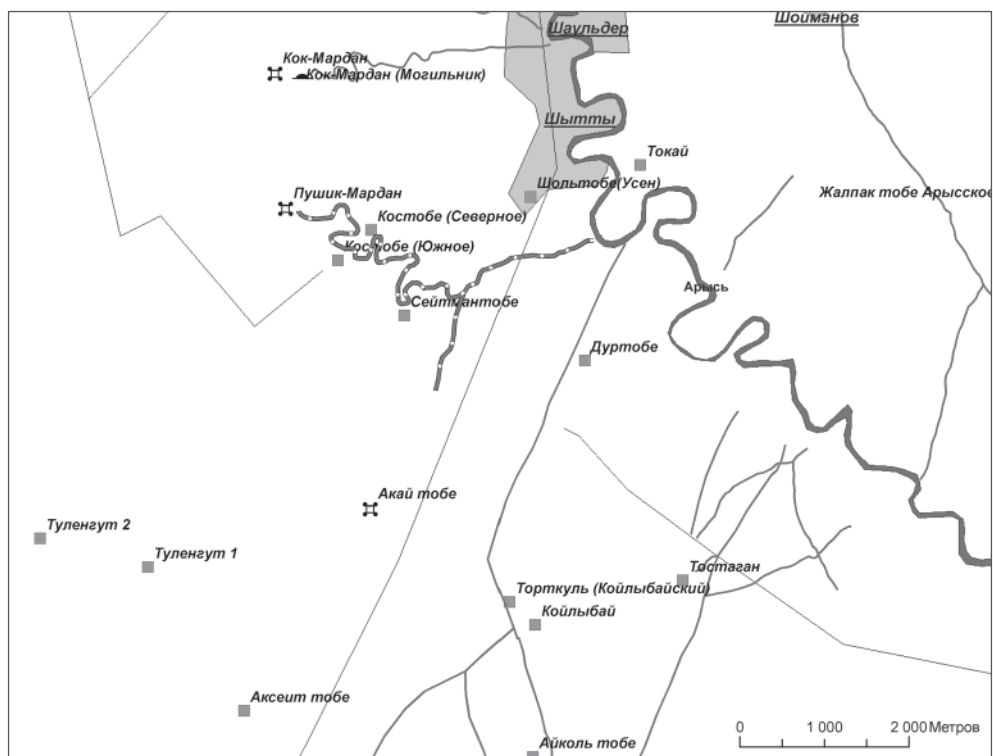 Шойманов
Шаульдер
Кок-Мардан
Кок-Мардан (Могильник)
Шытты
Токай
Шольтобе(Усен)
Пушик-Мардан
Жалпак тобе Арысское
Костобе (Северное)
Костобе (Южное)
Арысь
Сейтмантобе
Дуртобе
Акай тобе
Туленгут 2
Туленгут 1
Тостаган
Торткуль (Койлыбайский)
Койлыбай
Аксеит тобе
Айколь тобе
0 1 000 2 000 Метров